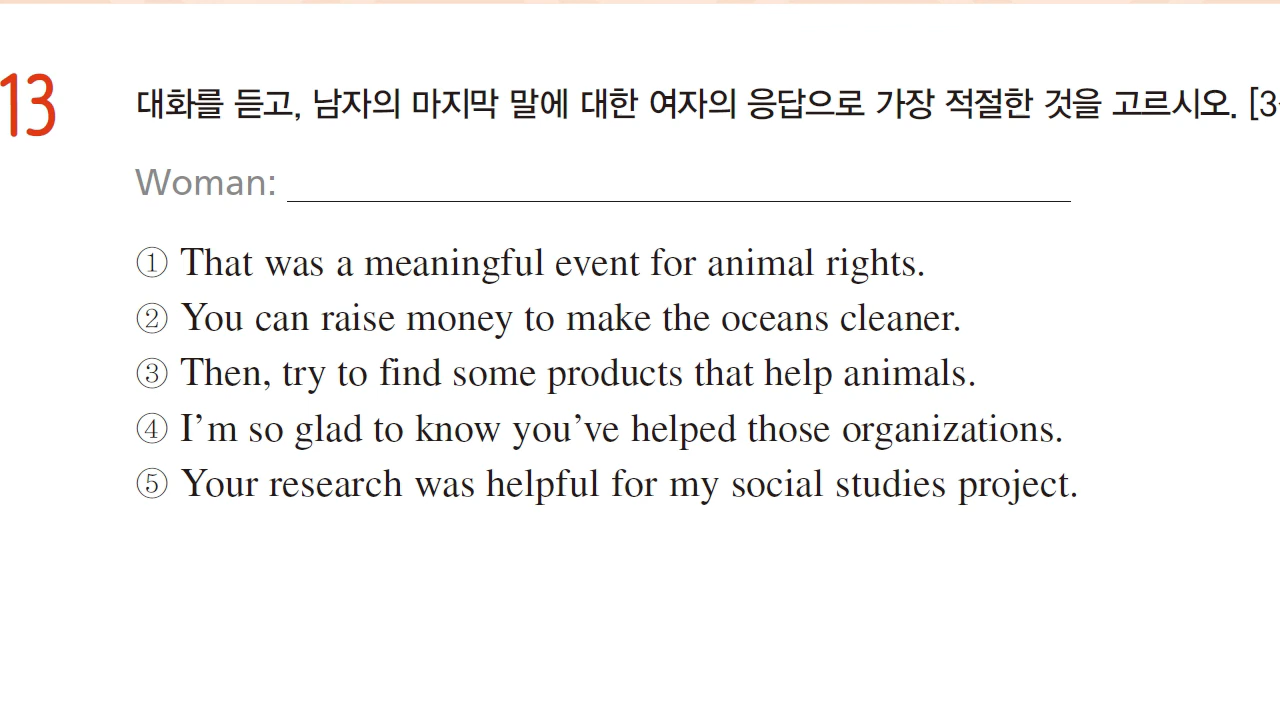 13
대화를 듣고, 남자의 마지막 말에 대한 여자의 응답으로 가장 적절한 것을 고르시오. [3
Woman:
① That was a meaningful event for animal rights.
② You can raise money to make the oceans cleaner.
③ Then, try to find some products that help animals.
④ I’m so glad to know you’ve helped those organizations.
⑤ Your research was helpful for my social studies project.